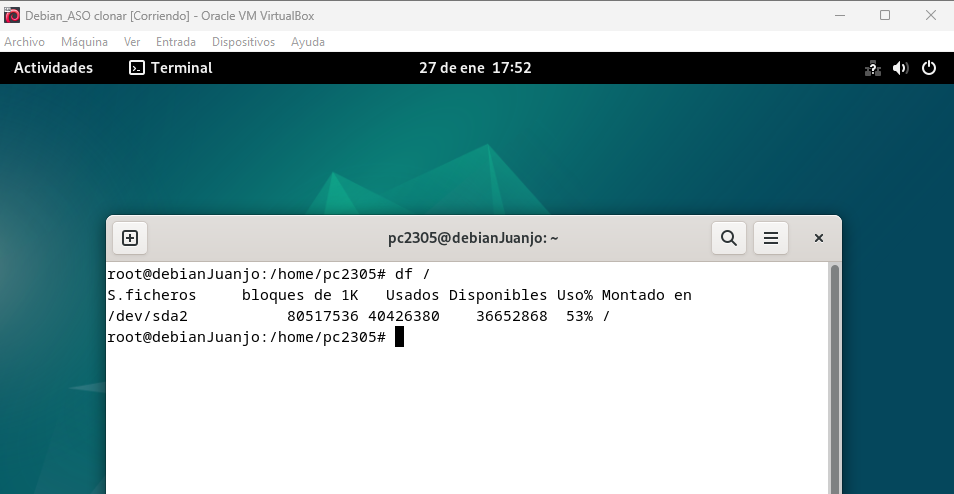 Debian_ASO clonar [Corriendo] - Oracle VM VirtualBox
Archivo Máquina Ver Entrada Dispositivos Ayuda
Actividades Terminal 27 de ene 17:52
pc2305@debianJuanjo: ~
root@debianJuanjo:/home/pc2305# df /
S.ficheros     bloques de 1K   Usados Disponibles Uso% Montado en
/dev/sda2           80517536 40426380    36652868  53% /
root@debianJuanjo:/home/pc2305#